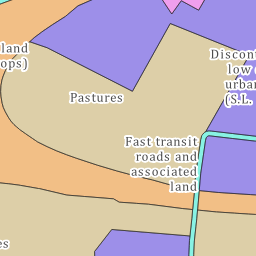 land
ops)
Pastures
Discont
low
urban
(S.L.
Fast transit
roads and
associated
land
es